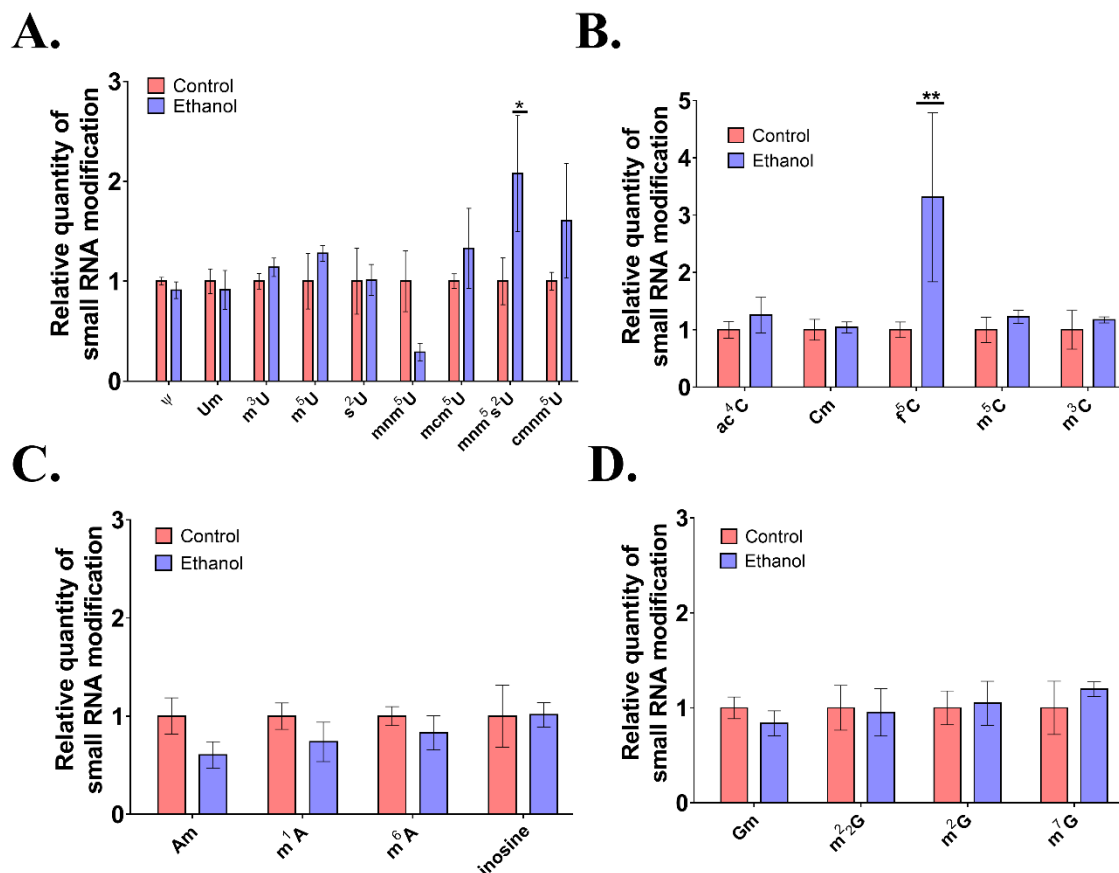 A.
Relative quantity of
small RNA modification
3
2
1
0
Control
Ethanol
*
ψ
Um
m³U
m⁵U
s²U
mnm⁵U
mcm⁵U
mnm⁵s²U
cmnm⁵U
B.
Relative quantity of
small RNA modification
5
4
3
2
1
0
Control
Ethanol
**
ac⁴C
Cm
f⁵C
m⁵C
m³C
C.
Relative quantity of
small RNA modification
3
2
1
0
Control
Ethanol
Am
m¹A
m⁶A
inosine
D.
Relative quantity of
small RNA modification
3
2
1
0
Control
Ethanol
Gm
m²₂G
m²G
m⁷G